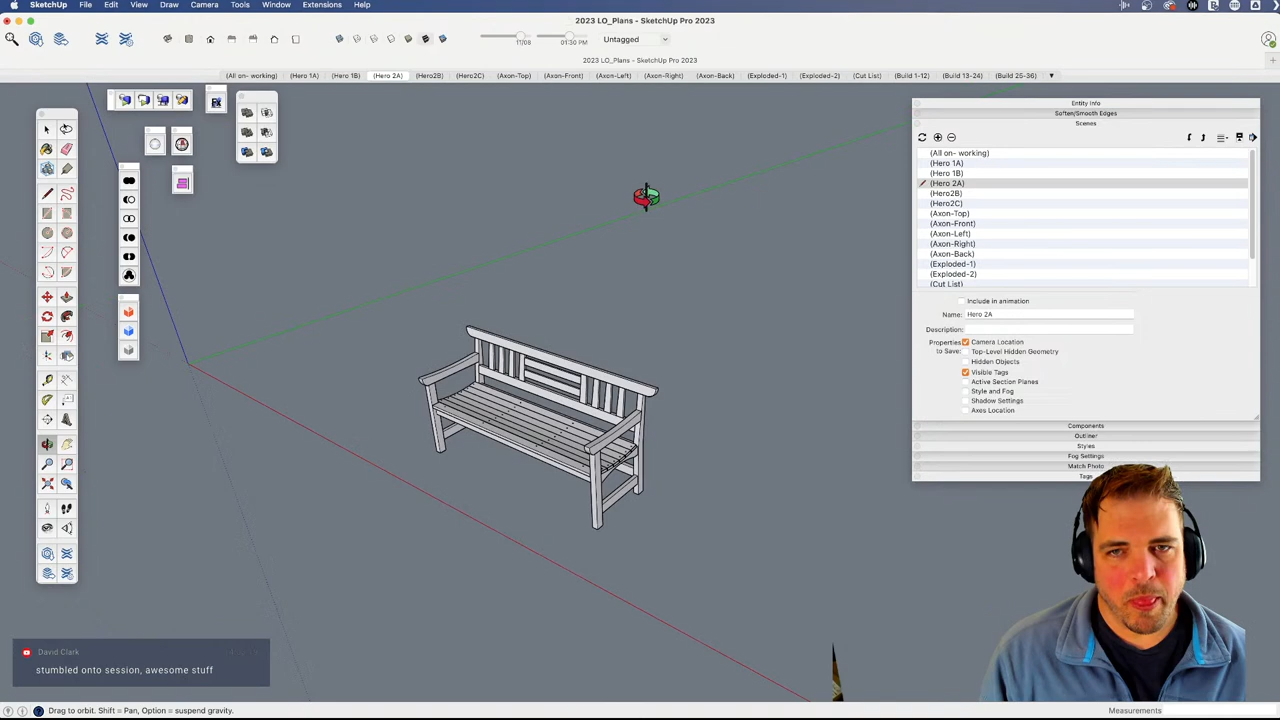 SketchUp File Edit View Draw Camera Tools Window Extensions Help
2023 LO_Plans - SketchUp Pro 2023
11/08 01:30 PM Untagged
2023 LO_Plans - SketchUp Pro 2023
(All on- working) (Hero 1A) (Hero 1B) (Hero 2A) (Hero2B) (Hero2C) (Axon-Top) (Axon-Front) (Axon-Left) (Axon-Right) (Axon-Back) (Exploded-1) (Exploded-2) (Cut List) (Build 1-12) (Build 13-24) (Build 25-36)
Entity Info
Soften/Smooth Edges
Scenes
(All on- working)
(Hero 1A)
(Hero 1B)
(Hero 2A)
(Hero2B)
(Hero2C)
(Axon-Top)
(Axon-Front)
(Axon-Left)
(Axon-Right)
(Axon-Back)
(Exploded-1)
(Exploded-2)
(Cut List)
Include in animation
Name: Hero 2A
Description:
Properties to Save:
Camera Location
Top-Level Hidden Geometry
Hidden Objects
Visible Tags
Active Section Planes
Style and Fog
Shadow Settings
Axes Location
Components
Outliner
Styles
Fog Settings
Match Photo
Tags
David Clark
stumbled onto session, awesome stuff
Drag to orbit. Shift = Pan, Option = suspend gravity.
Measurements